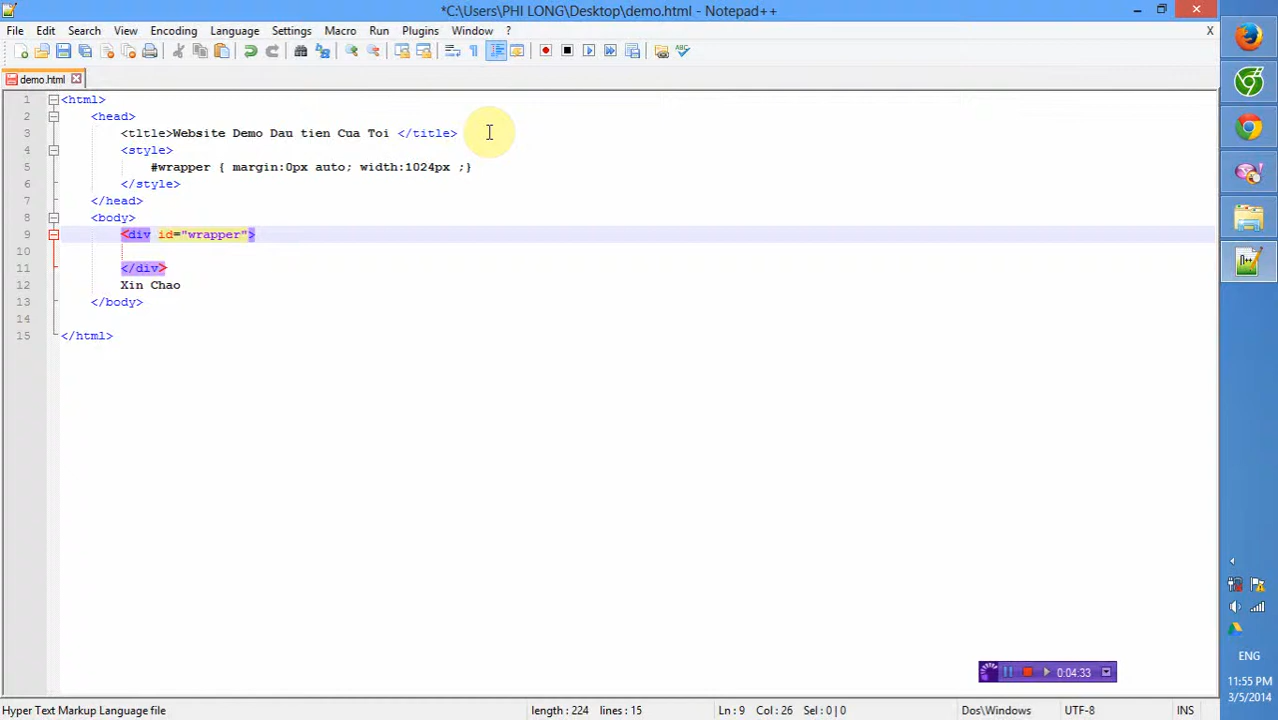 *C:\Users\PHI LONG\Desktop\demo.html - Notepad++
File Edit Search View Encoding Language Settings Macro Run Plugins Window ? X
demo.html
1 <html>
2 <head>
3 <tltle>Website Demo Dau tien Cua Toi </title>
4 <style>
5 #wrapper { margin:0px auto; width:1024px ;}
6 </style>
7 </head>
8 <body>
9 <div id="wrapper">
10
11 </div>
12 Xin Chao
13 </body>
14
15 </html>
0:04:33
ENG
11:55 PM
3/5/2014
Hyper Text Markup Language file length : 224 lines : 15 Ln : 9 Col : 25 Sel : 0 | 0 Dos\Windows UTF-8 INS